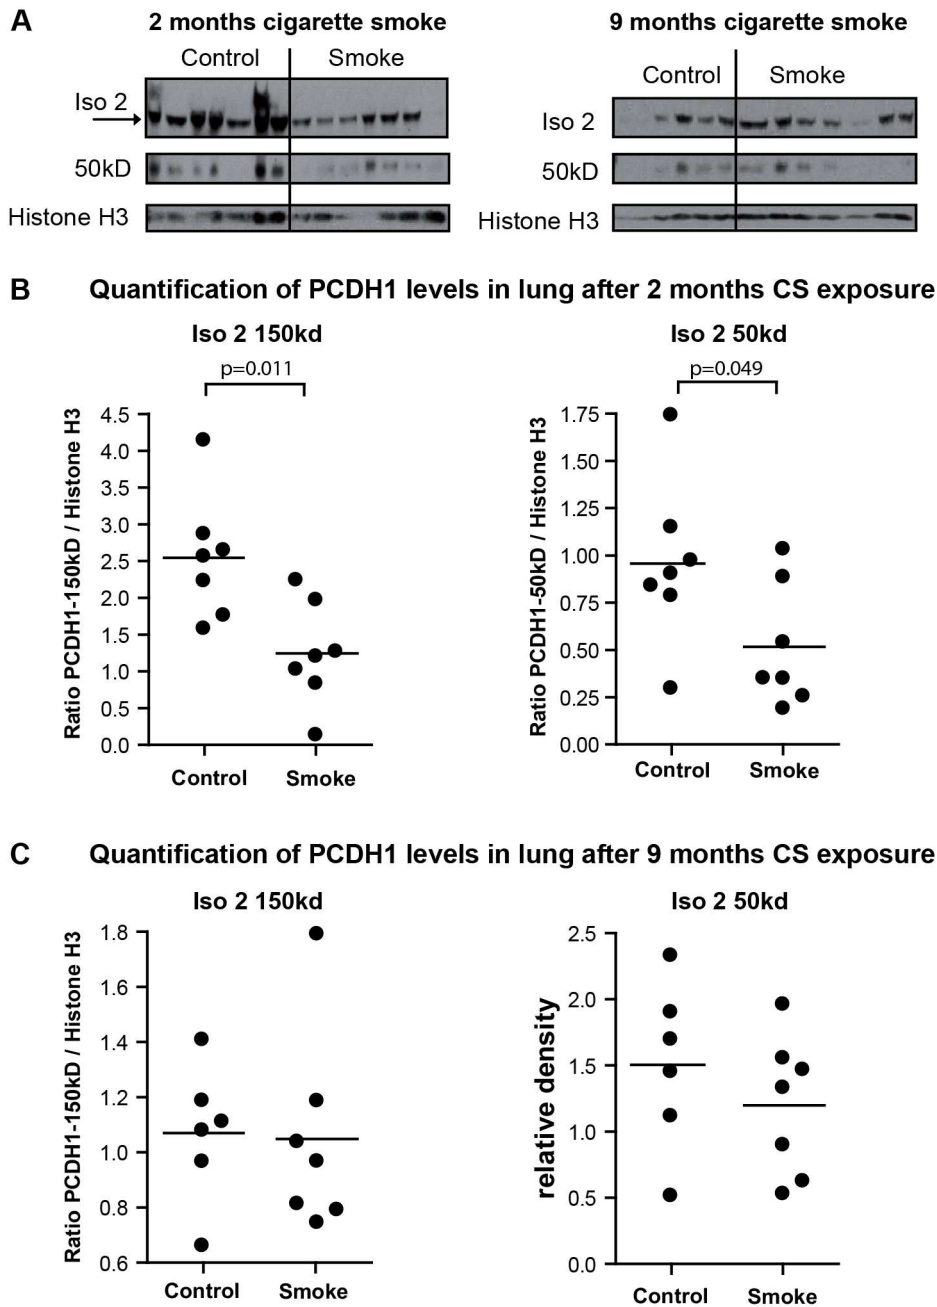 A
2 months cigarette smoke
9 months cigarette smoke
Control
Smoke
Control
Smoke
Iso 2
50kD
Histone H3
Iso 2
50kD
Histone H3
B
Quantification of PCDH1 levels in lung after 2 months CS exposure
Iso 2 150kd
p=0.011
Ratio PCDH1-150kD / Histone H3
4.5
4.0
3.5
3.0
2.5
2.0
1.5
1.0
0.5
0.0
Control
Smoke
Iso 2 50kd
p=0.049
Ratio PCDH1-50kD / Histone H3
1.75
1.50
1.25
1.00
0.75
0.50
0.25
0.00
Control
Smoke
C
Quantification of PCDH1 levels in lung after 9 months CS exposure
Iso 2 150kd
Ratio PCDH1-150kD / Histone H3
1.8
1.6
1.4
1.2
1.0
0.8
0.6
Control
Smoke
Iso 2 50kd
relative density
2.5
2.0
1.5
1.0
0.5
0.0
Control
Smoke